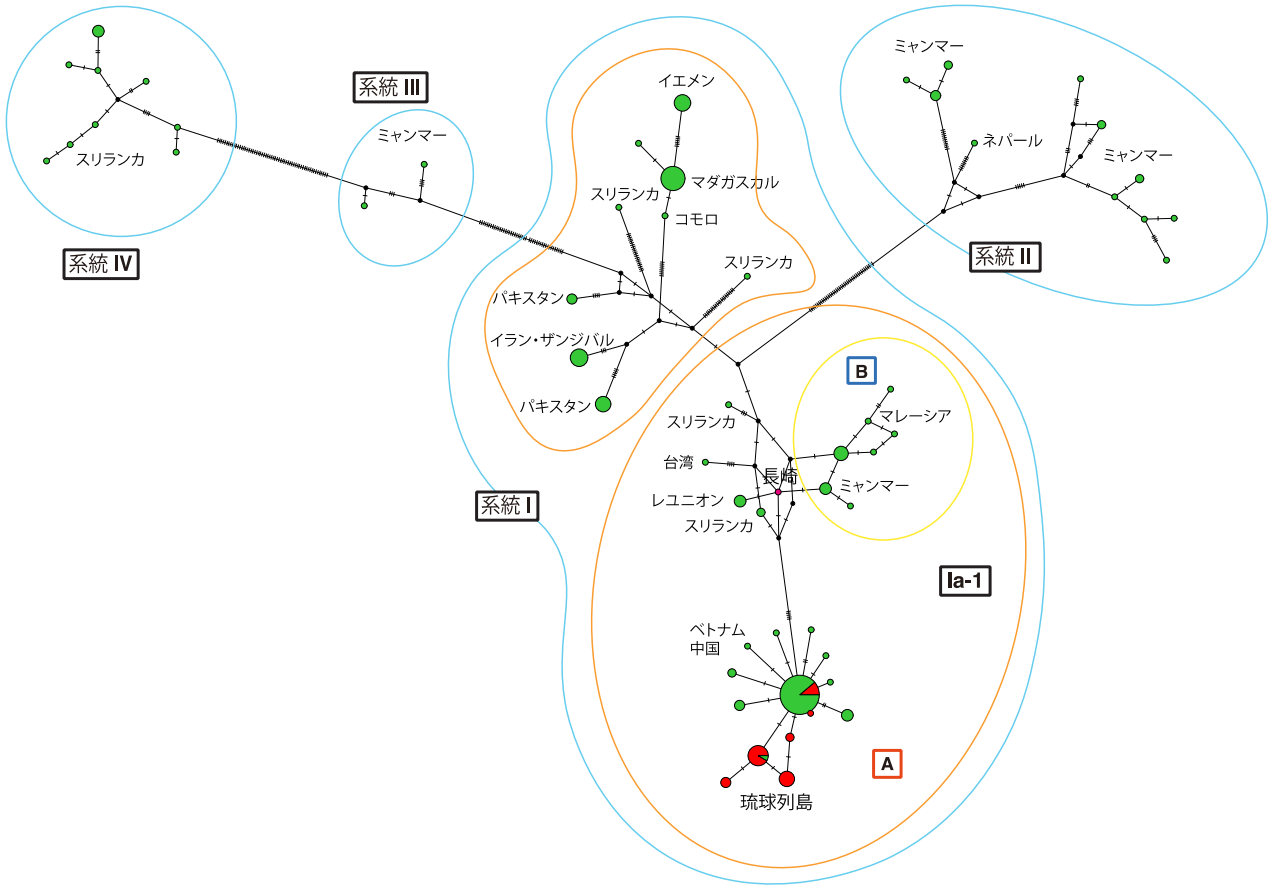 ミャンマー
イエメン
系統 III
ミャンマー
ネパール
スリランカ
ミャンマー
マダガスカル
スリランカ
コモロ
系統 IV
スリランカ
系統 II
パキスタン
イラン・ザンジバル
B
パキスタン
マレーシア
スリランカ
台湾
長崎
ミャンマー
レユニオン
系統 I
スリランカ
Ia-1
ベトナム
中国
A
琉球列島